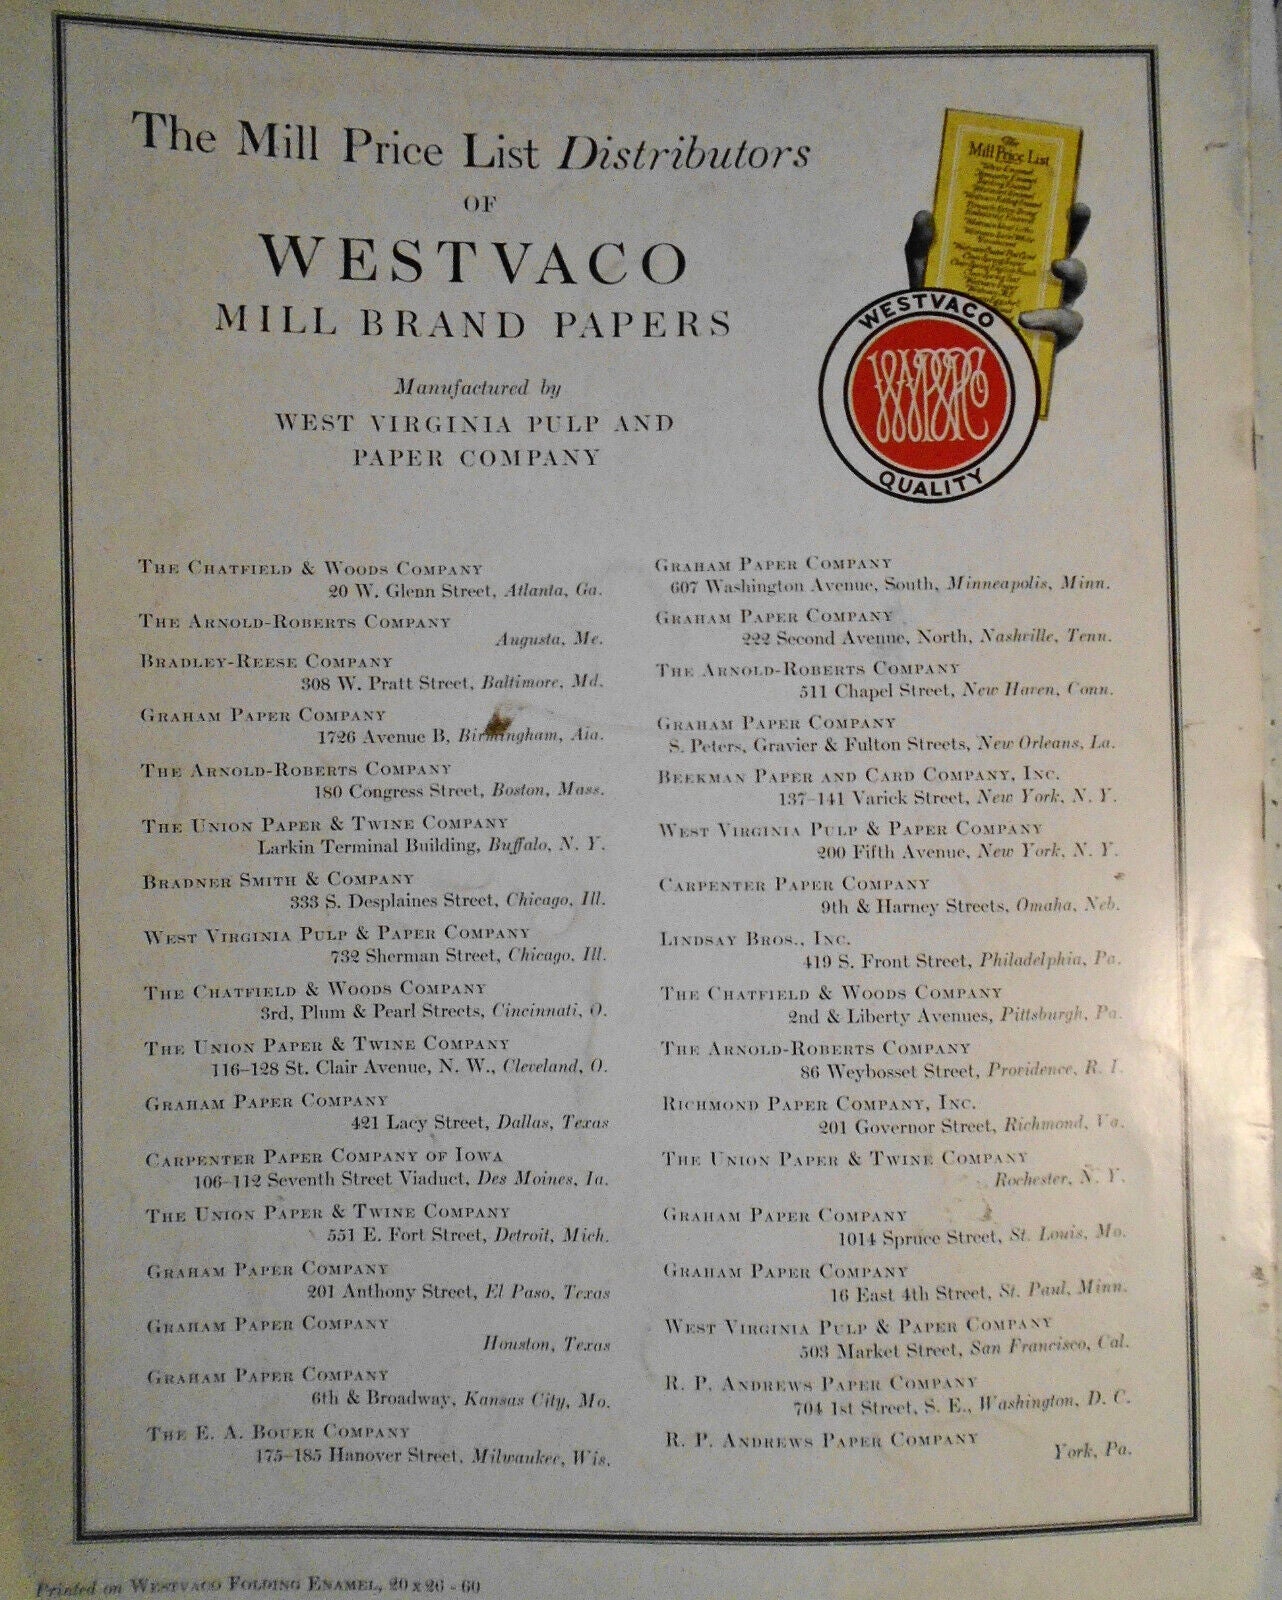 The Mill Price List Distributors
OF
WESTVACO
MILL BRAND PAPERS
Manufactured by
WEST VIRGINIA PULP AND
PAPER COMPANY
The
Mill Price List
WESTVACO
QUALITY
THE CHATFIELD & WOODS COMPANY
20 W. Glenn Street, Atlanta, Ga.
THE ARNOLD-ROBERTS COMPANY
Augusta, Me.
BRADLEY-REESE COMPANY
308 W. Pratt Street, Baltimore, Md.
GRAHAM PAPER COMPANY
1726 Avenue B, Birmingham, Ala.
THE ARNOLD-ROBERTS COMPANY
180 Congress Street, Boston, Mass.
THE UNION PAPER & TWINE COMPANY
Larkin Terminal Building, Buffalo, N. Y.
BRADNER SMITH & COMPANY
333 S. Desplaines Street, Chicago, Ill.
WEST VIRGINIA PULP & PAPER COMPANY
732 Sherman Street, Chicago, Ill.
THE CHATFIELD & WOODS COMPANY
3rd, Plum & Pearl Streets, Cincinnati, O.
THE UNION PAPER & TWINE COMPANY
116-128 St. Clair Avenue, N. W., Cleveland, O.
GRAHAM PAPER COMPANY
421 Lacy Street, Dallas, Texas
CARPENTER PAPER COMPANY OF IOWA
106-112 Seventh Street Viaduct, Des Moines, Ia.
THE UNION PAPER & TWINE COMPANY
551 E. Fort Street, Detroit, Mich.
GRAHAM PAPER COMPANY
201 Anthony Street, El Paso, Texas
GRAHAM PAPER COMPANY
Houston, Texas
GRAHAM PAPER COMPANY
6th & Broadway, Kansas City, Mo.
THE E. A. BOUER COMPANY
175-185 Hanover Street, Milwaukee, Wis.
GRAHAM PAPER COMPANY
607 Washington Avenue, South, Minneapolis, Minn.
GRAHAM PAPER COMPANY
222 Second Avenue, North, Nashville, Tenn.
THE ARNOLD-ROBERTS COMPANY
511 Chapel Street, New Haven, Conn.
GRAHAM PAPER COMPANY
S. Peters, Gravier & Fulton Streets, New Orleans, La.
BEEKMAN PAPER AND CARD COMPANY, INC.
137-141 Varick Street, New York, N. Y.
WEST VIRGINIA PULP & PAPER COMPANY
200 Fifth Avenue, New York, N. Y.
CARPENTER PAPER COMPANY
9th & Harney Streets, Omaha, Neb.
LINDSAY BROS., INC.
419 S. Front Street, Philadelphia, Pa.
THE CHATFIELD & WOODS COMPANY
2nd & Liberty Avenues, Pittsburgh, Pa.
THE ARNOLD-ROBERTS COMPANY
86 Weybosset Street, Providence, R. I.
RICHMOND PAPER COMPANY, INC.
201 Governor Street, Richmond, Va.
THE UNION PAPER & TWINE COMPANY
Rochester, N. Y.
GRAHAM PAPER COMPANY
1014 Spruce Street, St. Louis, Mo.
GRAHAM PAPER COMPANY
16 East 4th Street, St. Paul, Minn.
WEST VIRGINIA PULP & PAPER COMPANY
503 Market Street, San Francisco, Cal.
R. P. ANDREWS PAPER COMPANY
704 1st Street, S. E., Washington, D. C.
R. P. ANDREWS PAPER COMPANY
York, Pa.
Printed on WESTVACO FOLDING ENAMEL, 20 x 26 - 60